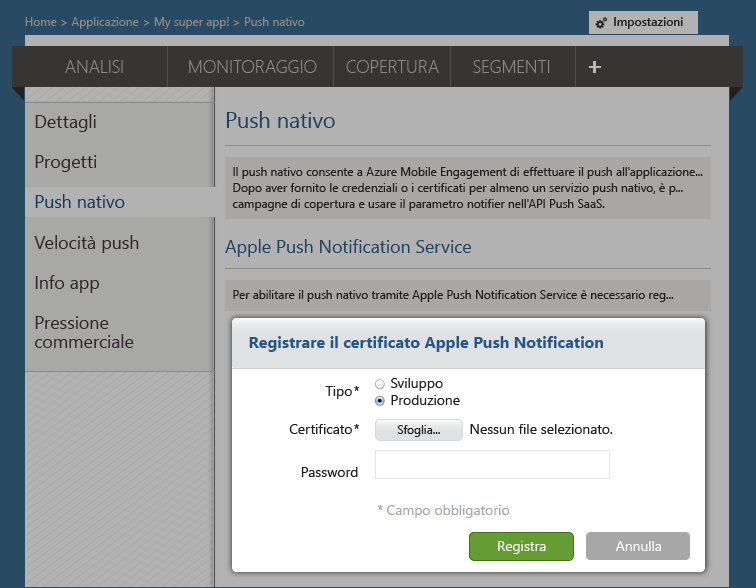 Home > Applicazione > My super app! > Push nativo
Impostazioni
ANALISI MONITORAGGIO COPERTURA SEGMENTI +
Dettagli
Progetti
Push nativo
Velocità push
Info app
Pressione
commerciale
Push nativo
Il push nativo consente a Azure Mobile Engagement di effettuare il push all'applicazione...
Dopo aver fornito le credenziali o i certificati per almeno un servizio push nativo, è p...
campagne di copertura e usare il parametro notifier nell'API Push SaaS.
Apple Push Notification Service
Per abilitare il push nativo tramite Apple Push Notification Service è necessario reg...
Registrare il certificato Apple Push Notification
Tipo*
Sviluppo
Produzione
Certificato* Sfoglia... Nessun file selezionato.
Password
* Campo obbligatorio
Registra Annulla